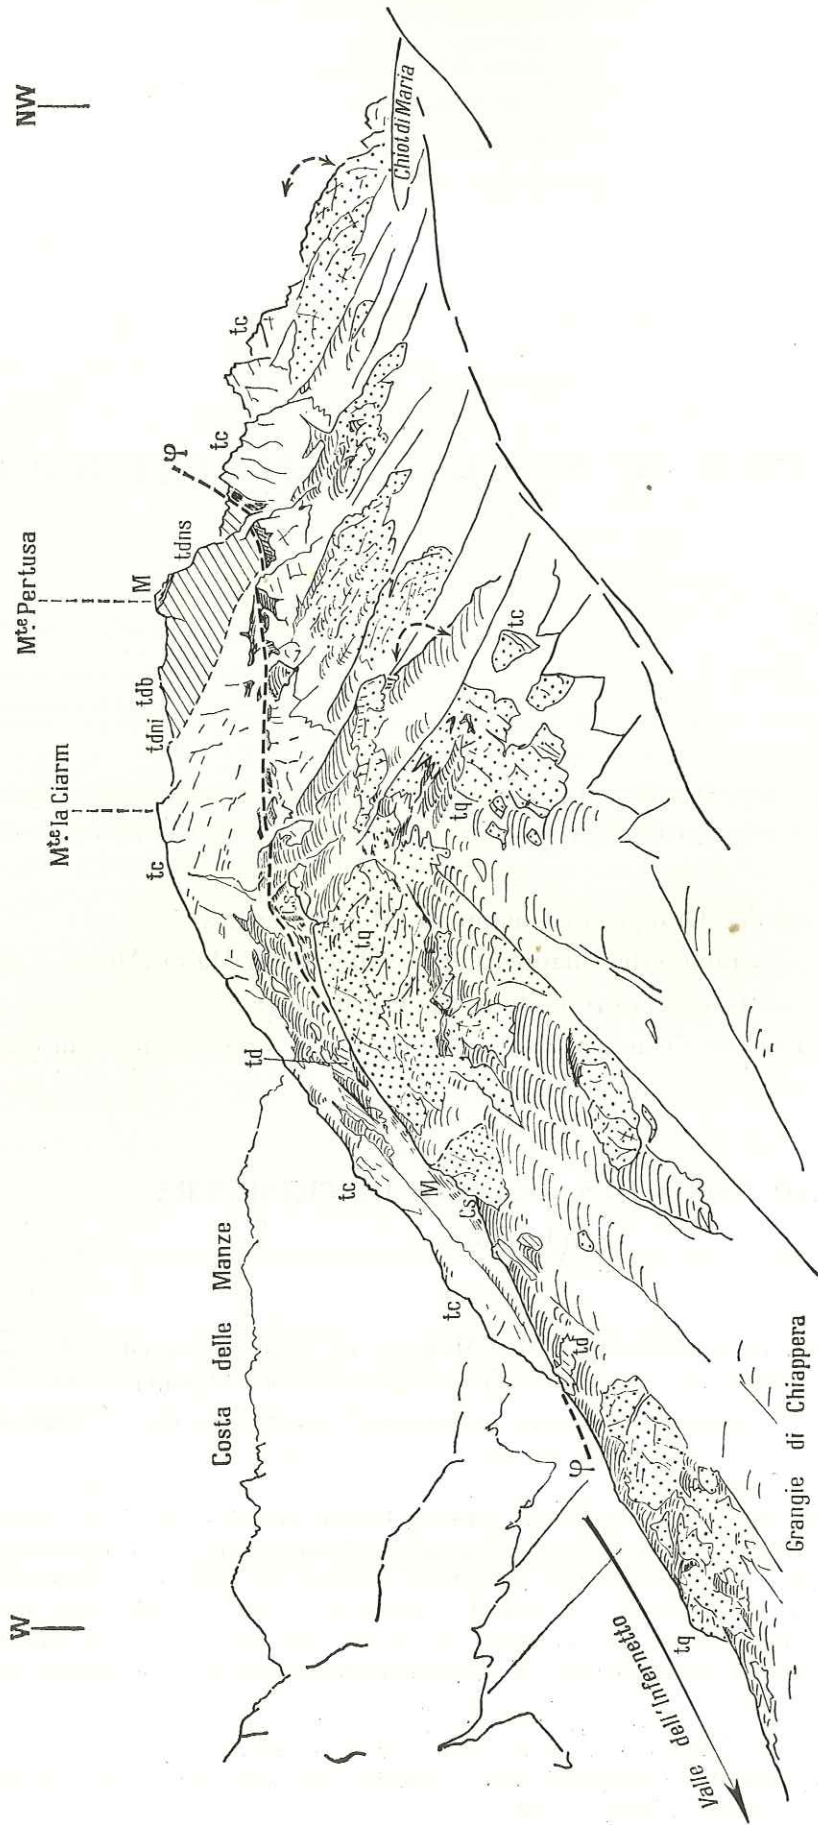 W
NW
Mte Pertusa
Mte la Ciarm
Costa delle Manze
M
tdns
tdb
tdni
φ
tc
tc
tc
Chiot di Maria
td
Cs
tq
tc
tq
tc
M
Cs
tc
td
φ
Valle dell'Infernetto
tq
Grangie di Chiappera